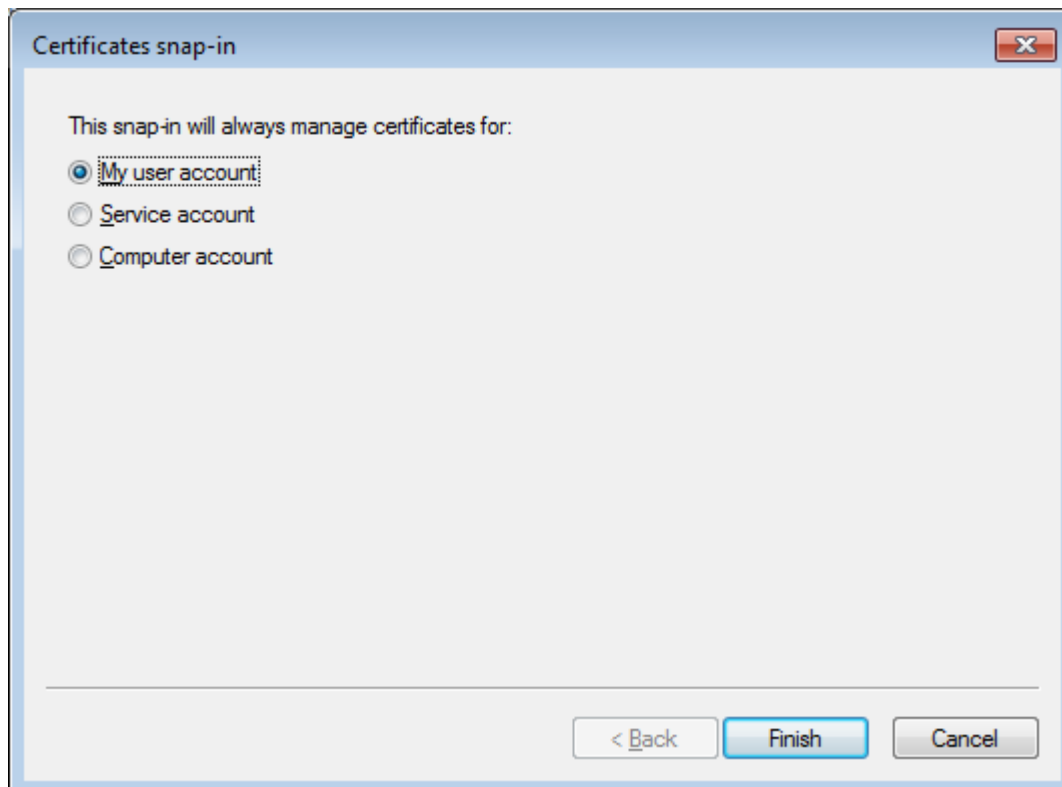 Certificates snap-in
This snap-in will always manage certificates for:
My user account
Service account
Computer account
< Back Finish Cancel